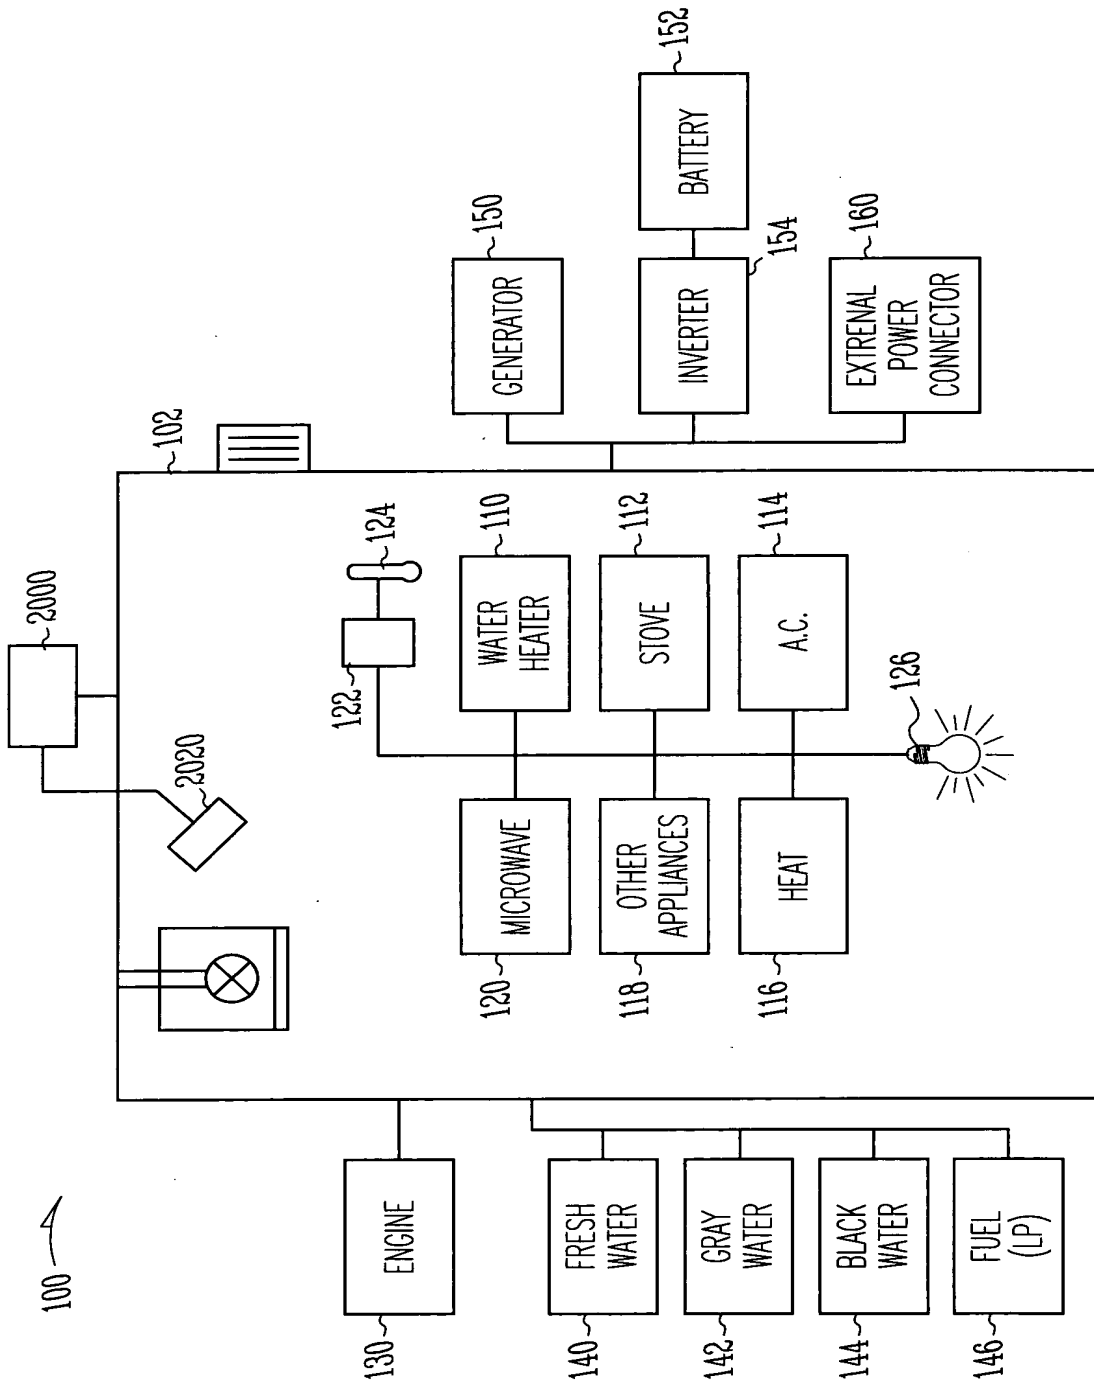 100
2000
102
2020
122
124
120
MICROWAVE
WATER
HEATER
110
118
OTHER
APPLIANCES
STOVE
112
116
HEAT
A.C.
114
126
130
ENGINE
140
FRESH
WATER
142
GRAY
WATER
144
BLACK
WATER
146
FUEL
(LP)
GENERATOR
150
INVERTER
154
BATTERY
152
EXTRENAL
POWER
CONNECTOR
160